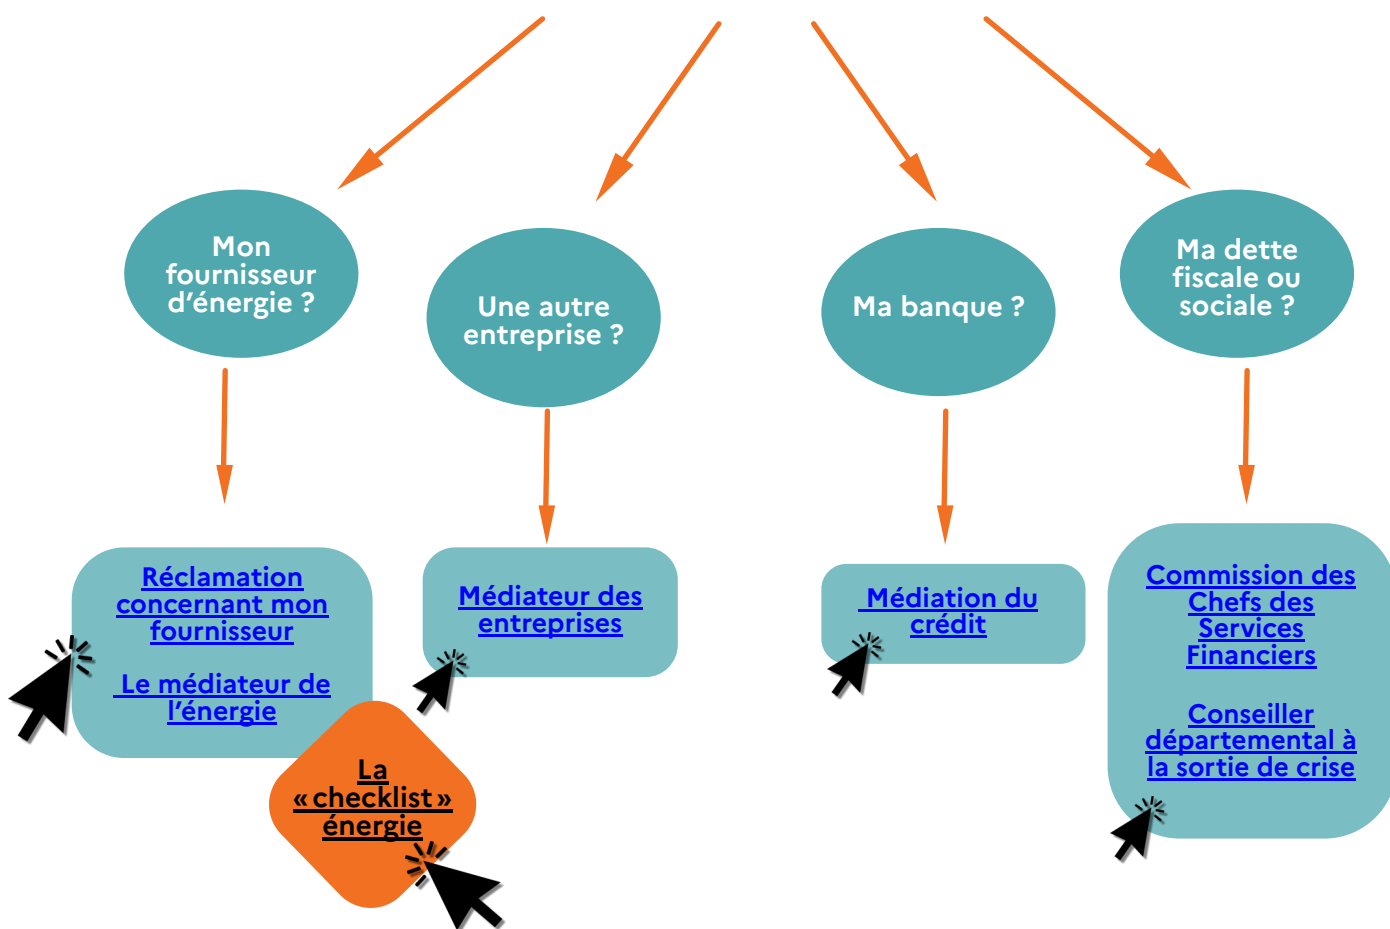 Mon
fournisseur
d'énergie ?
Une autre
entreprise ?
Ma banque ?
Ma dette
fiscale ou
sociale ?
Réclamation
concernant mon
fournisseur
Le médiateur de
l'énergie
La
« checklist »
énergie
Médiateur des
entreprises
Médiation du
crédit
Commission des
Chefs des
Services
Financiers
Conseiller
départemental à
la sortie de crise